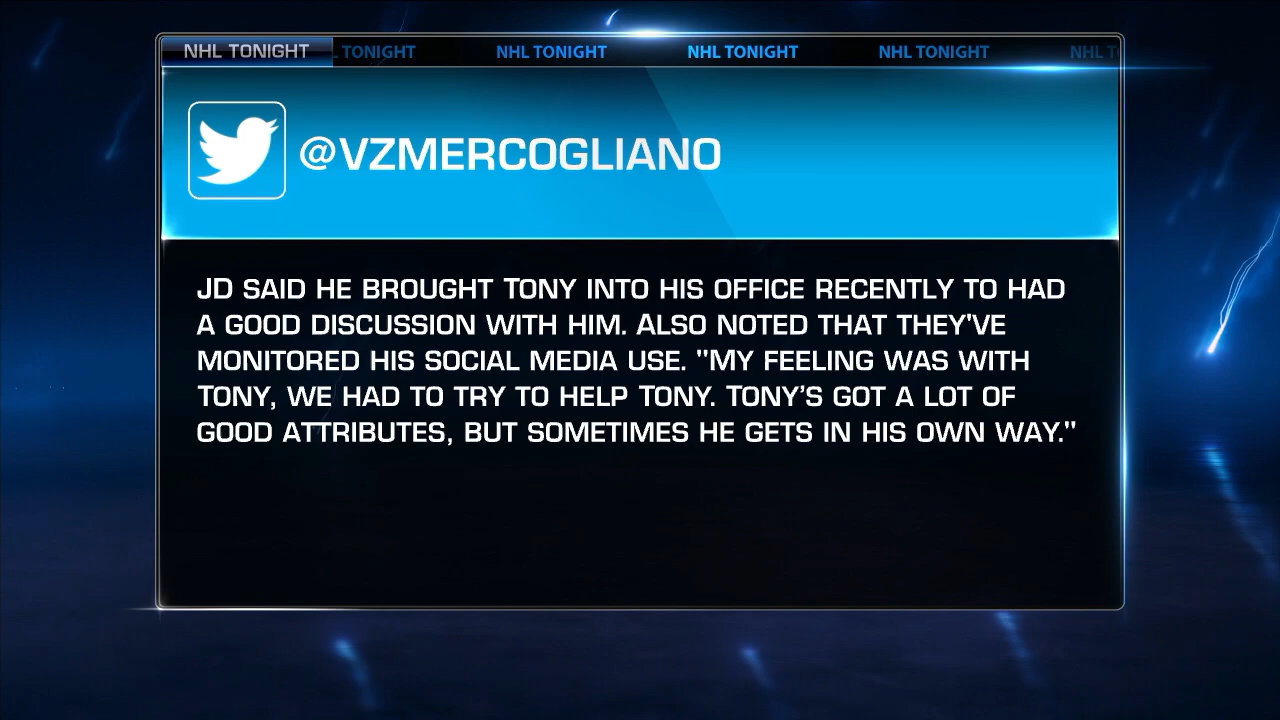 NHL TONIGHT TONIGHT NHL TONIGHT NHL TONIGHT NHL TONIGHT NHL T
@VZMERCOGLIANO
JD SAID HE BROUGHT TONY INTO HIS OFFICE RECENTLY TO HAD
A GOOD DISCUSSION WITH HIM. ALSO NOTED THAT THEY'VE
MONITORED HIS SOCIAL MEDIA USE. "MY FEELING WAS WITH
TONY, WE HAD TO TRY TO HELP TONY. TONY’S GOT A LOT OF
GOOD ATTRIBUTES, BUT SOMETIMES HE GETS IN HIS OWN WAY."